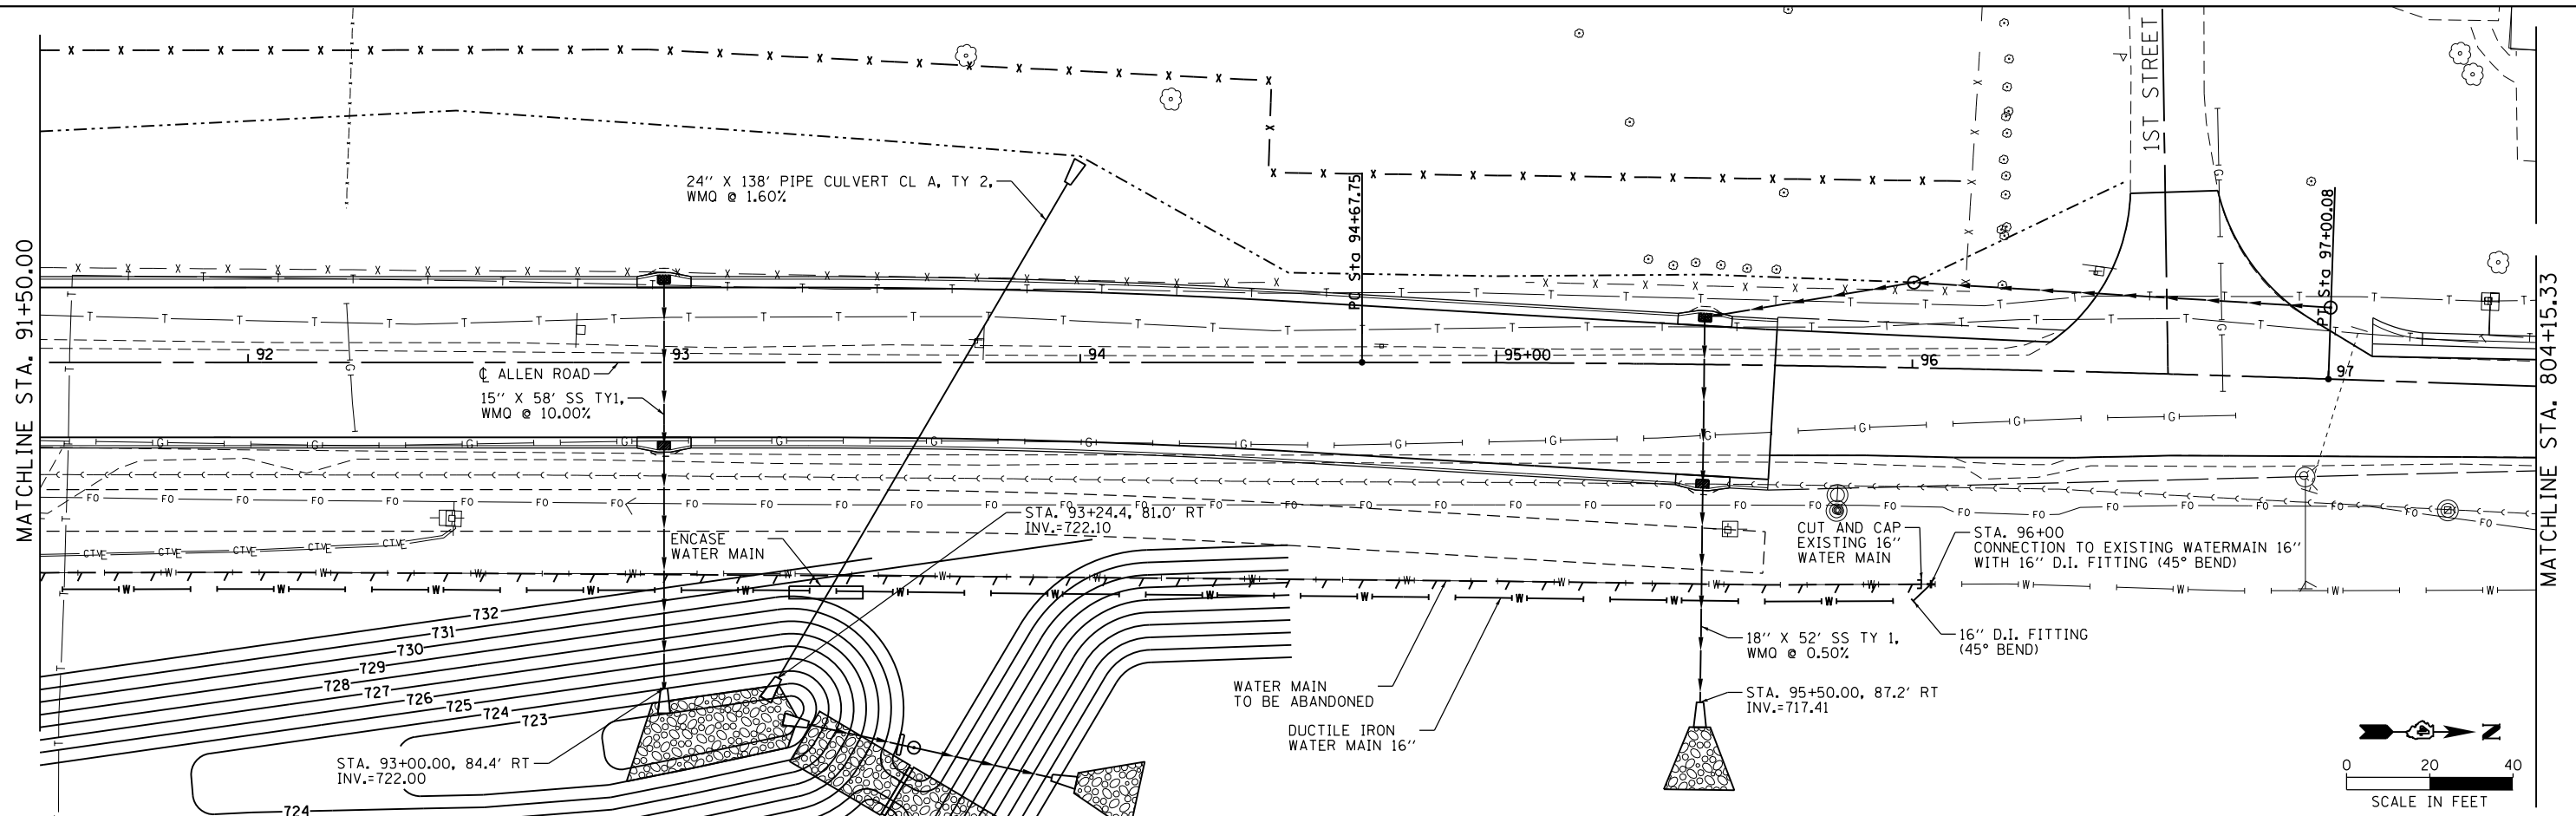 MATCHLINE STA. 91+50.00
1ST STREET
24" X 138' PIPE CULVERT CL A, TY 2,
WMQ @ 1.60%
PC Sta 94+67.75
PT Sta 97+00.08
92
93
94
95+00
96
97
℄ ALLEN ROAD
15" X 58' SS TY1,
WMQ @ 10.00%
STA. 93+24.4, 81.0' RT
INV.=722.10
ENCASE
WATER MAIN
CUT AND CAP
EXISTING 16"
WATER MAIN
STA. 96+00
CONNECTION TO EXISTING WATERMAIN 16"
WITH 16" D.I. FITTING (45° BEND)
16" D.I. FITTING
(45° BEND)
18" X 52' SS TY 1,
WMQ @ 0.50%
WATER MAIN
TO BE ABANDONED
DUCTILE IRON
WATER MAIN 16"
STA. 95+50.00, 87.2' RT
INV.=717.41
732
731
730
729
728
727
726
725
724
723
STA. 93+00.00, 84.4' RT
INV.=722.00
724
N
0 20 40
SCALE IN FEET
MATCHLINE STA. 804+15.33